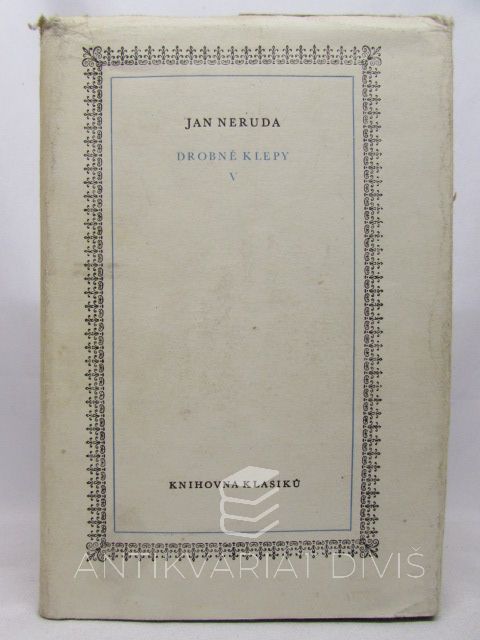 JAN NERUDA
DROBNÉ KLEPY
V
KNIHOVNA KLASIKŮ
ANTIKVARIÁT DIVIŠ